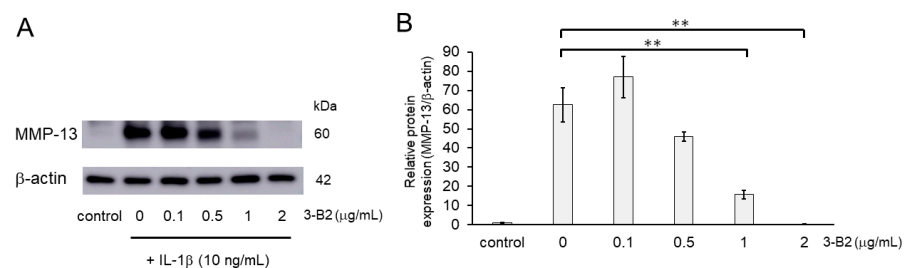 A
kDa
MMP-13 60
β-actin 42
control 0 0.1 0.5 1 2 3-B2 (μg/mL)
+ IL-1β (10 ng/mL)
B
**
**
Relative protein
expression (MMP-13/β-actin)
90
80
70
60
50
40
30
20
10
0
control 0 0.1 0.5 1 2 3-B2 (μg/mL)